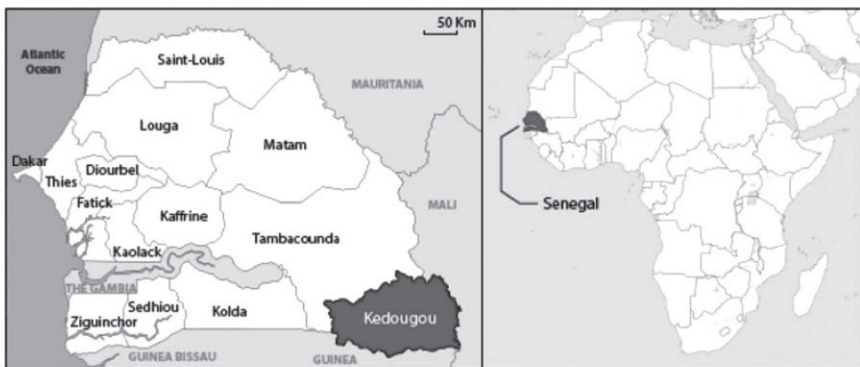 50 Km
Atlantic
Ocean
Saint-Louis
MAURITANIA
Louga
Matam
Dakar
Thies
Diourbel
Fatick
Kaffrine
MALI
Kaolack
Tambacounda
THE GAMBIA
Sedhiou
Kolda
Ziguinchor
Kedougou
GUINEA BISSAU
GUINEA
Senegal